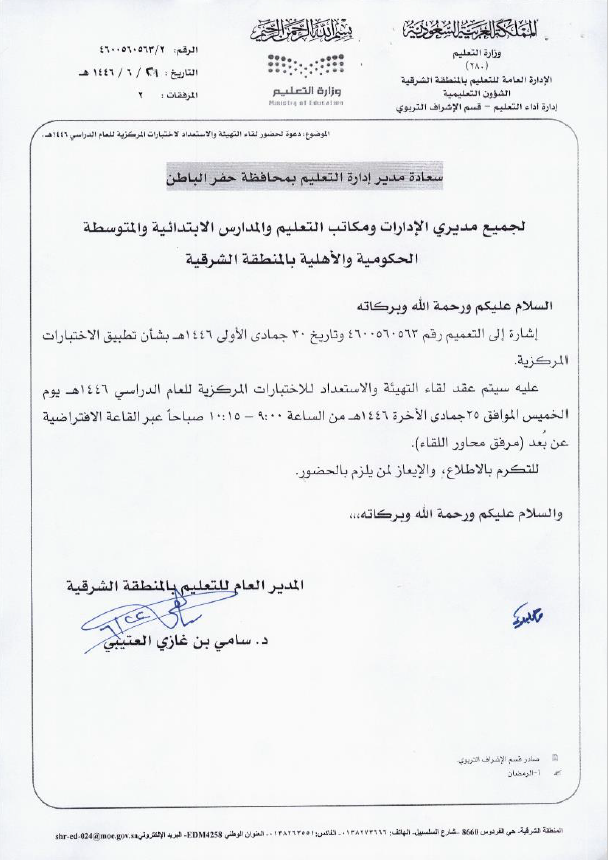 المملكة العربية السعودية
وزارة التعليم
(٢٨٠)
الإدارة العامة للتعليم بالمنطقة الشرقية
الشؤون التعليمية
إدارة أداء التعليم – قسم الإشراف التربوي
بسم الله الرحمن الرحيم
وزارة التعليم
Ministry of Education
الرقم: ٤٦٠٠٥٦٠٥٦٣/٢
التاريخ: / ٦ / ١٤٤٦ هـ
المرفقات: ٢
الموضوع: دعوة لحضور لقاء التهيئة والاستعداد لاختبارات المركزية للعام الدراسي ١٤٤٦هـ.
سعادة مدير إدارة التعليم بمحافظة حفر الباطن
لجميع مديري الإدارات ومكاتب التعليم والمدارس الابتدائية والمتوسطة
الحكومية والأهلية بالمنطقة الشرقية
السلام عليكم ورحمة الله وبركاته
إشارة إلى التعميم رقم ٤٦٠٠٥٦٠٥٦٣ وتاريخ ٣٠ جمادى الأولى ١٤٤٦هـ بشأن تطبيق الاختبارات
المركزية.
عليه سيتم عقد لقاء التهيئة والاستعداد للاختبارات المركزية للعام الدراسي ١٤٤٦هـ يوم
الخميس الموافق ٢٥جمادى الأخرة ١٤٤٦هـ من الساعة ٩:٠٠ – ١٠:١٥ صباحاً عبر القاعة الافتراضية
عن بُعد (مرفق محاور اللقاء).
للتكرم بالاطلاع، والإيعاز لمن يلزم بالحضور.
والسلام عليكم ورحمة الله وبركاته،،،
المدير العام للتعليم بالمنطقة الشرقية
د. سامي بن غازي العتيبي
صادر قسم الإشراف التربوي
أ-الرمضان
المنطقة الشرقية، حي الفردوس 8660 -شارع السلسبيل، الهاتف: ٠١٣٨٢٧٣٦٦٦، الفاكس: ٠١٣٨٢٦٣٥٥١، العنوان الوطني EDM4258- البريد الإلكتروني shr-ed-024@moe.gov.sa